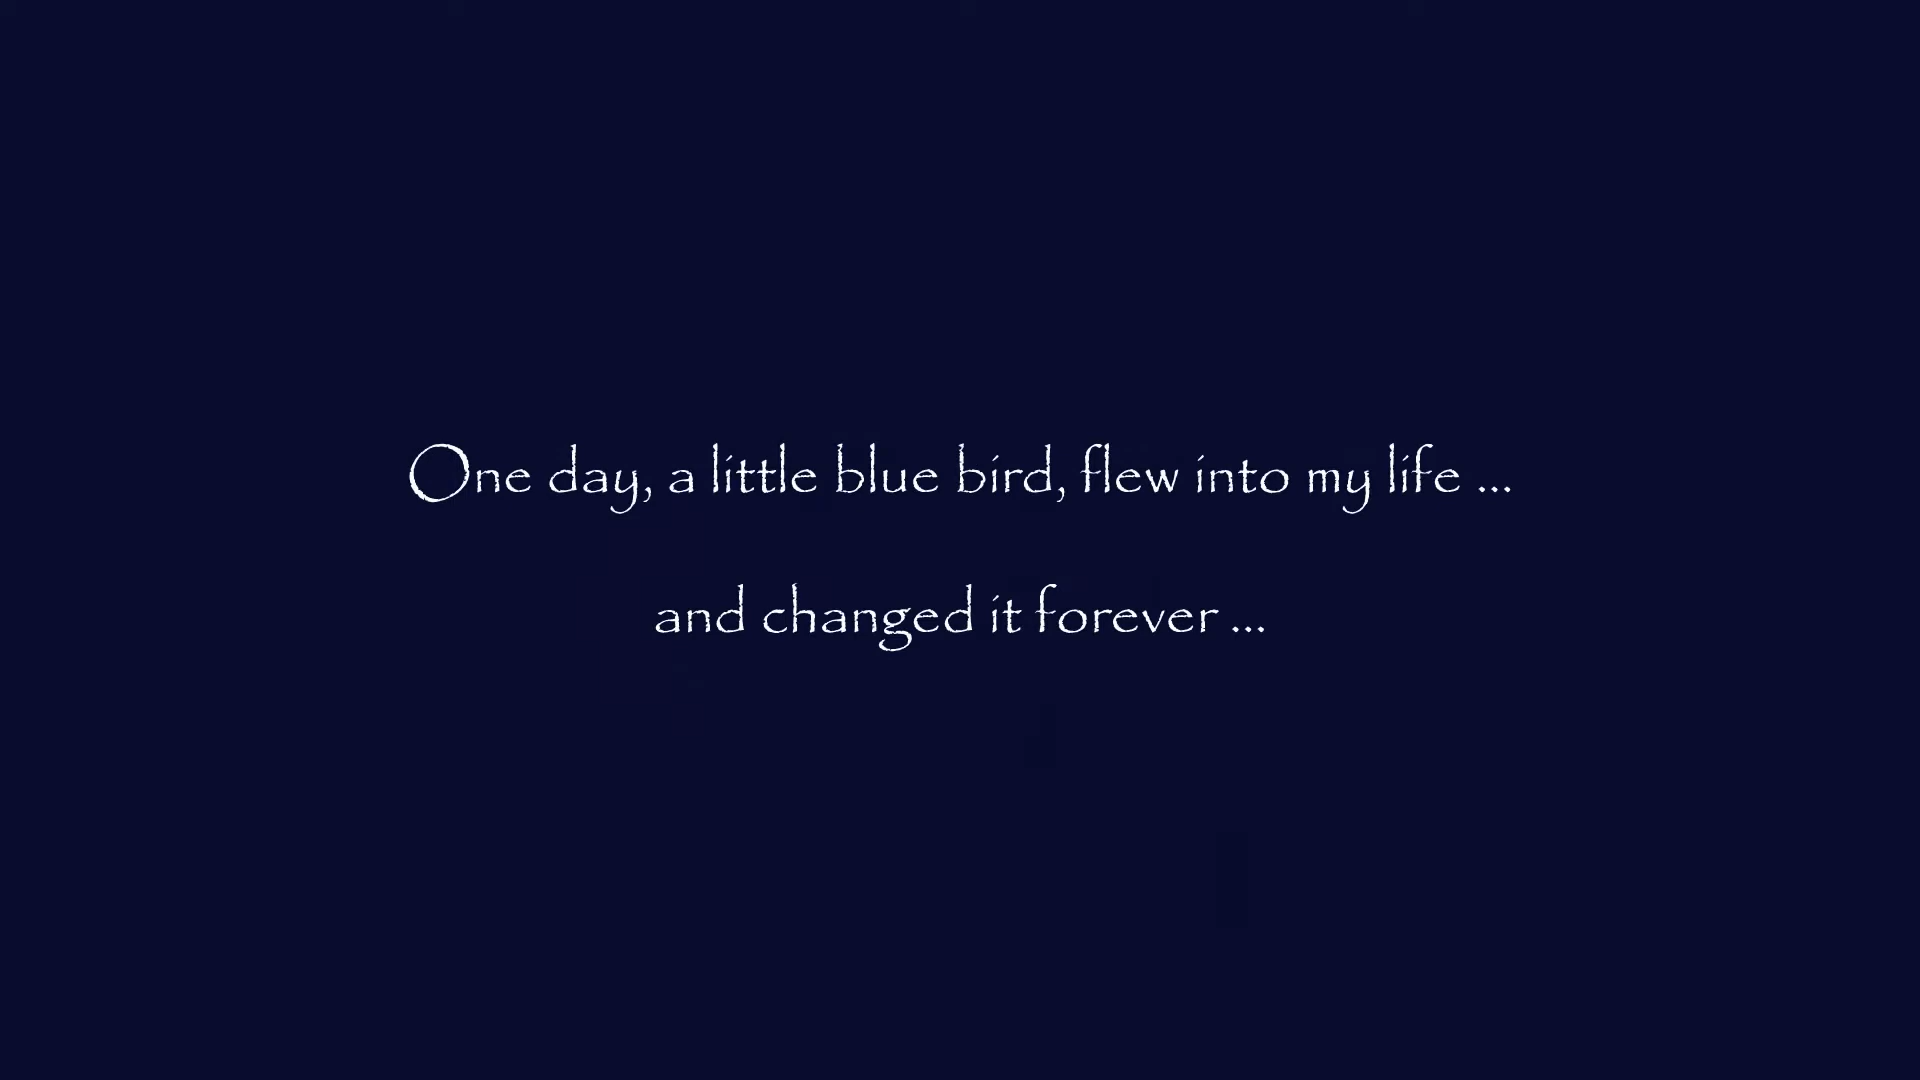 One day, a little blue bird, flew into my life ...
and changed it forever ...